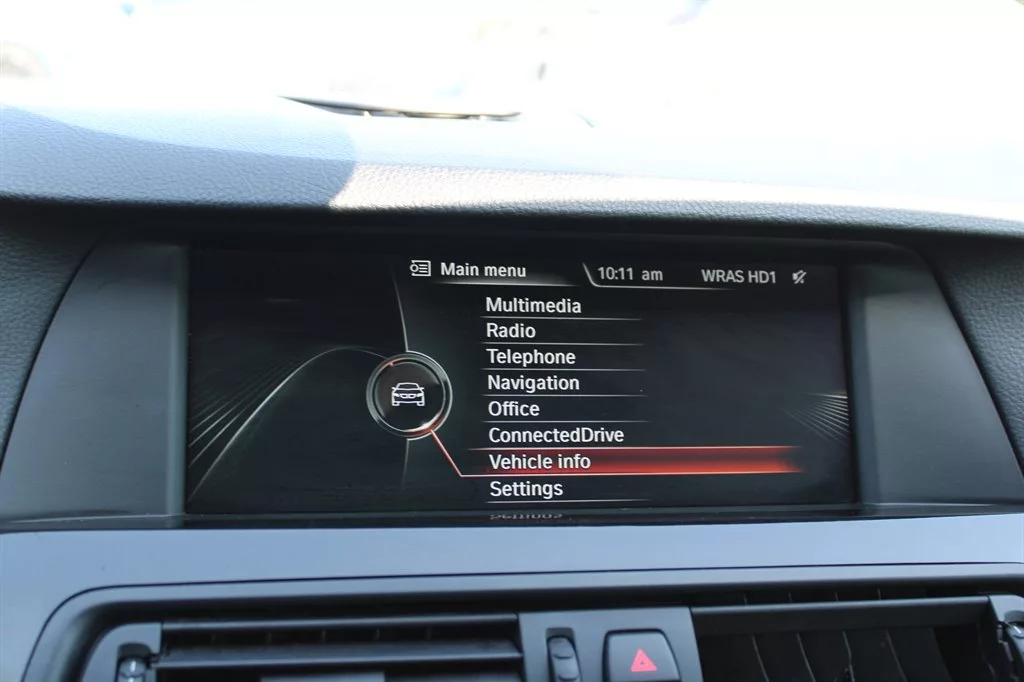 Main menu 10:11 am WRAS HD1
Multimedia
Radio
Telephone
Navigation
Office
ConnectedDrive
Vehicle info
Settings